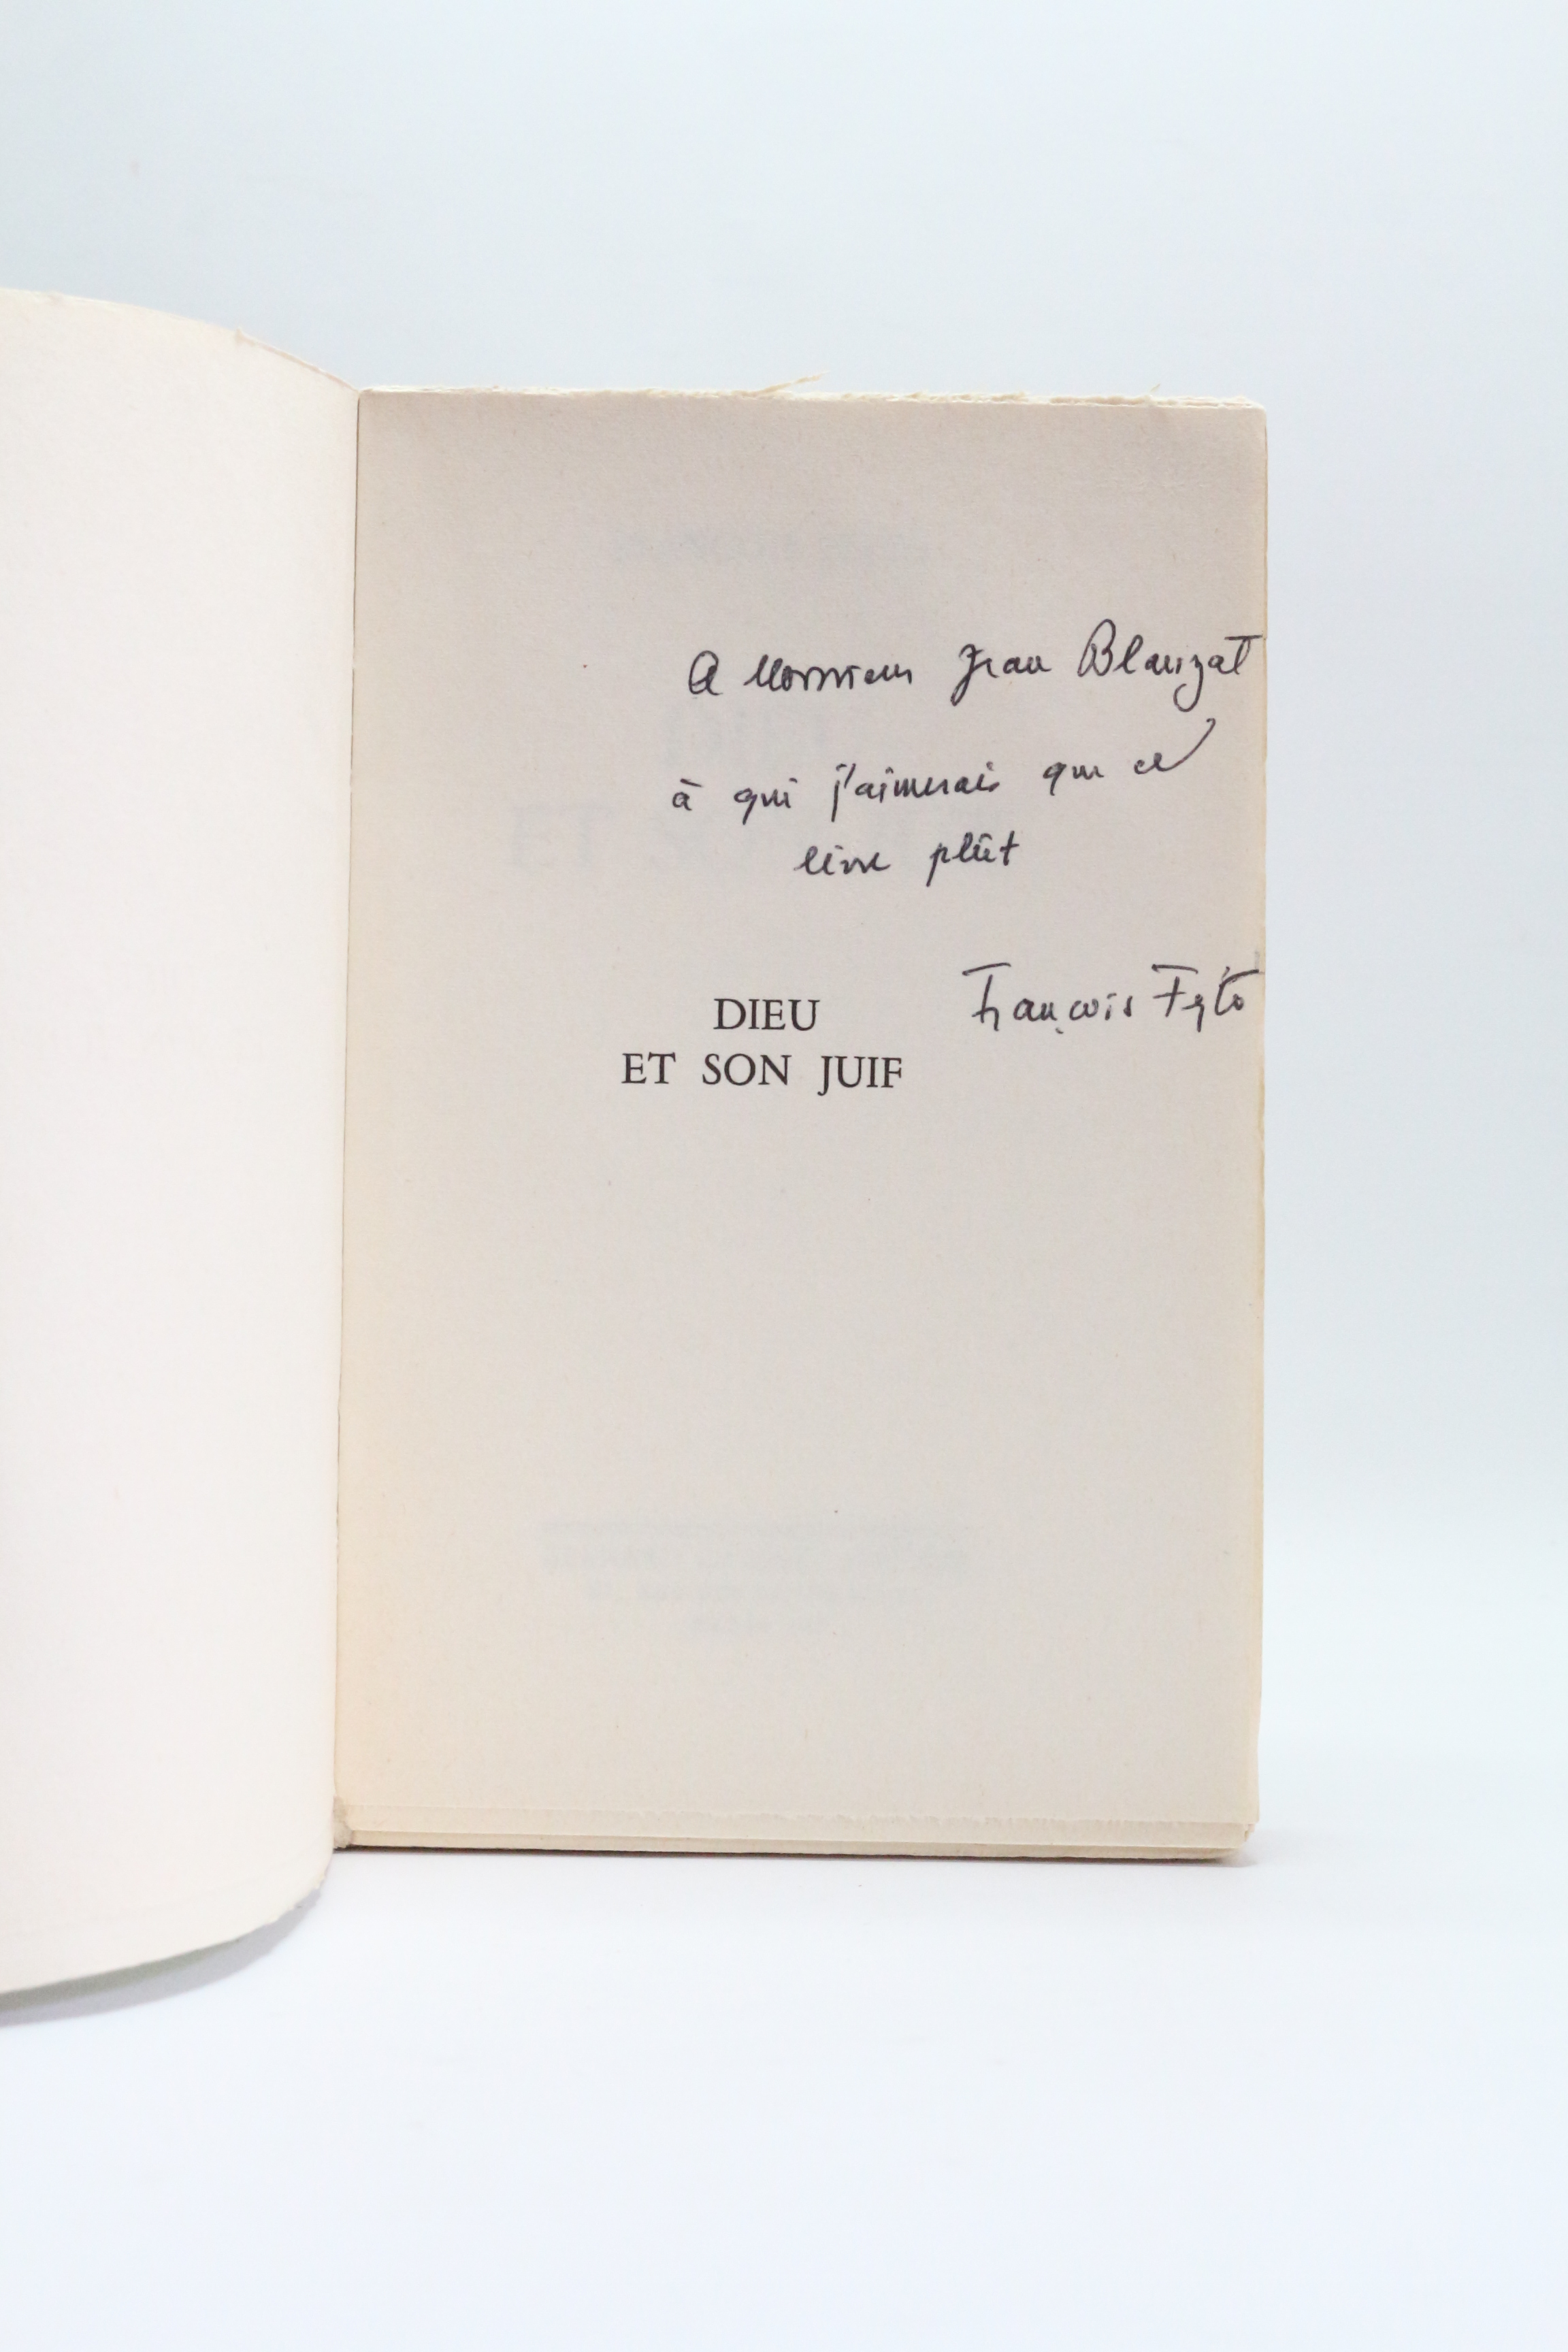 A Monsieur Jean Blanzat
à qui j'aimerais que ce
livre plût
François Fejtö
DIEU
ET SON JUIF